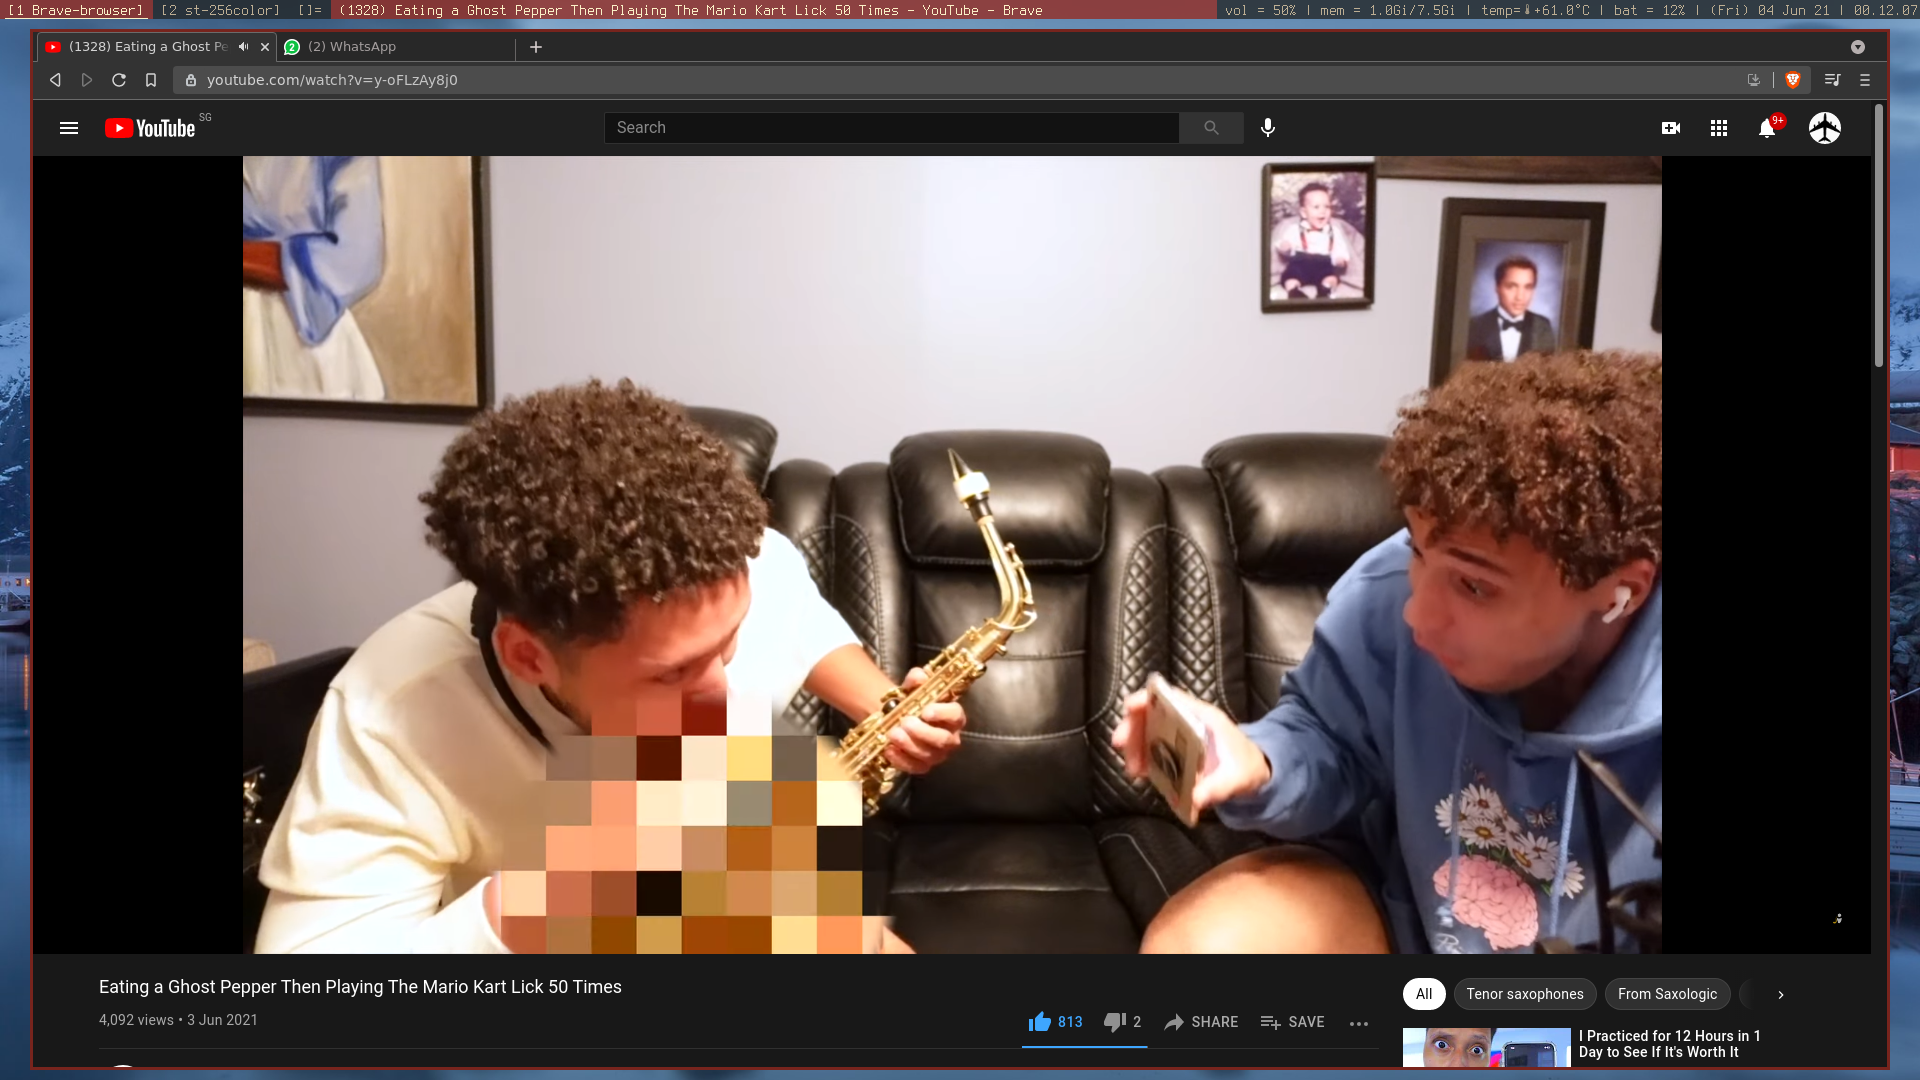 [1 Brave-browser] [2 st-256color] []= (1328) Eating a Ghost Pepper Then Playing The Mario Kart Lick 50 Times - YouTube - Brave vol = 50% | mem = 1.0Gi/7.5Gi | temp=🌡+61.0°C | bat = 12% | (Fri) 04 Jun 21 | 00.12.07
(1328) Eating a Ghost Pe
2 (2) WhatsApp
youtube.com/watch?v=y-oFLzAy8j0
YouTube SG
Search
9+
Eating a Ghost Pepper Then Playing The Mario Kart Lick 50 Times
4,092 views • 3 Jun 2021
813 2 SHARE SAVE
All Tenor saxophones From Saxologic
I Practiced for 12 Hours in 1
Day to See If It's Worth It